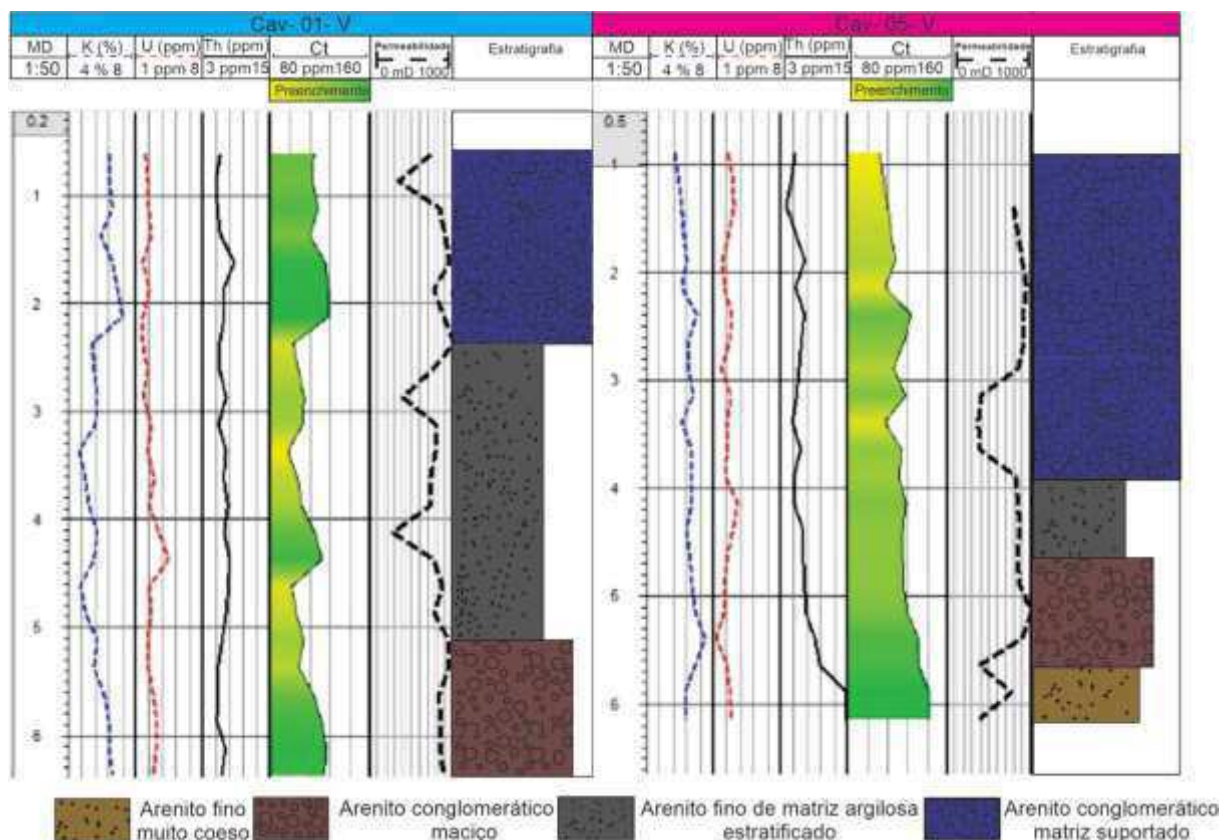 Cav- 01- V
Cav- 05- V
MD K (%) U (ppm) Th (ppm) Ct Permeabilidade Estratigrafia
1:50 4 % 8 1 ppm 8 3 ppm15 80 ppm160 0 mD 1000
Preenchimento
MD K (%) U (ppm) Th (ppm) Ct Permeabilidade Estratigrafia
1:50 4 % 8 1 ppm 8 3 ppm15 80 ppm160 0 mD 1000
Preenchimento
0.2
1
2
3
4
5
6
0.5
1
2
3
4
5
6
Arenito fino
muito coeso
Arenito conglomerático
maciço
Arenito fino de matriz argilosa
estratificado
Arenito conglomerático
matriz suportado